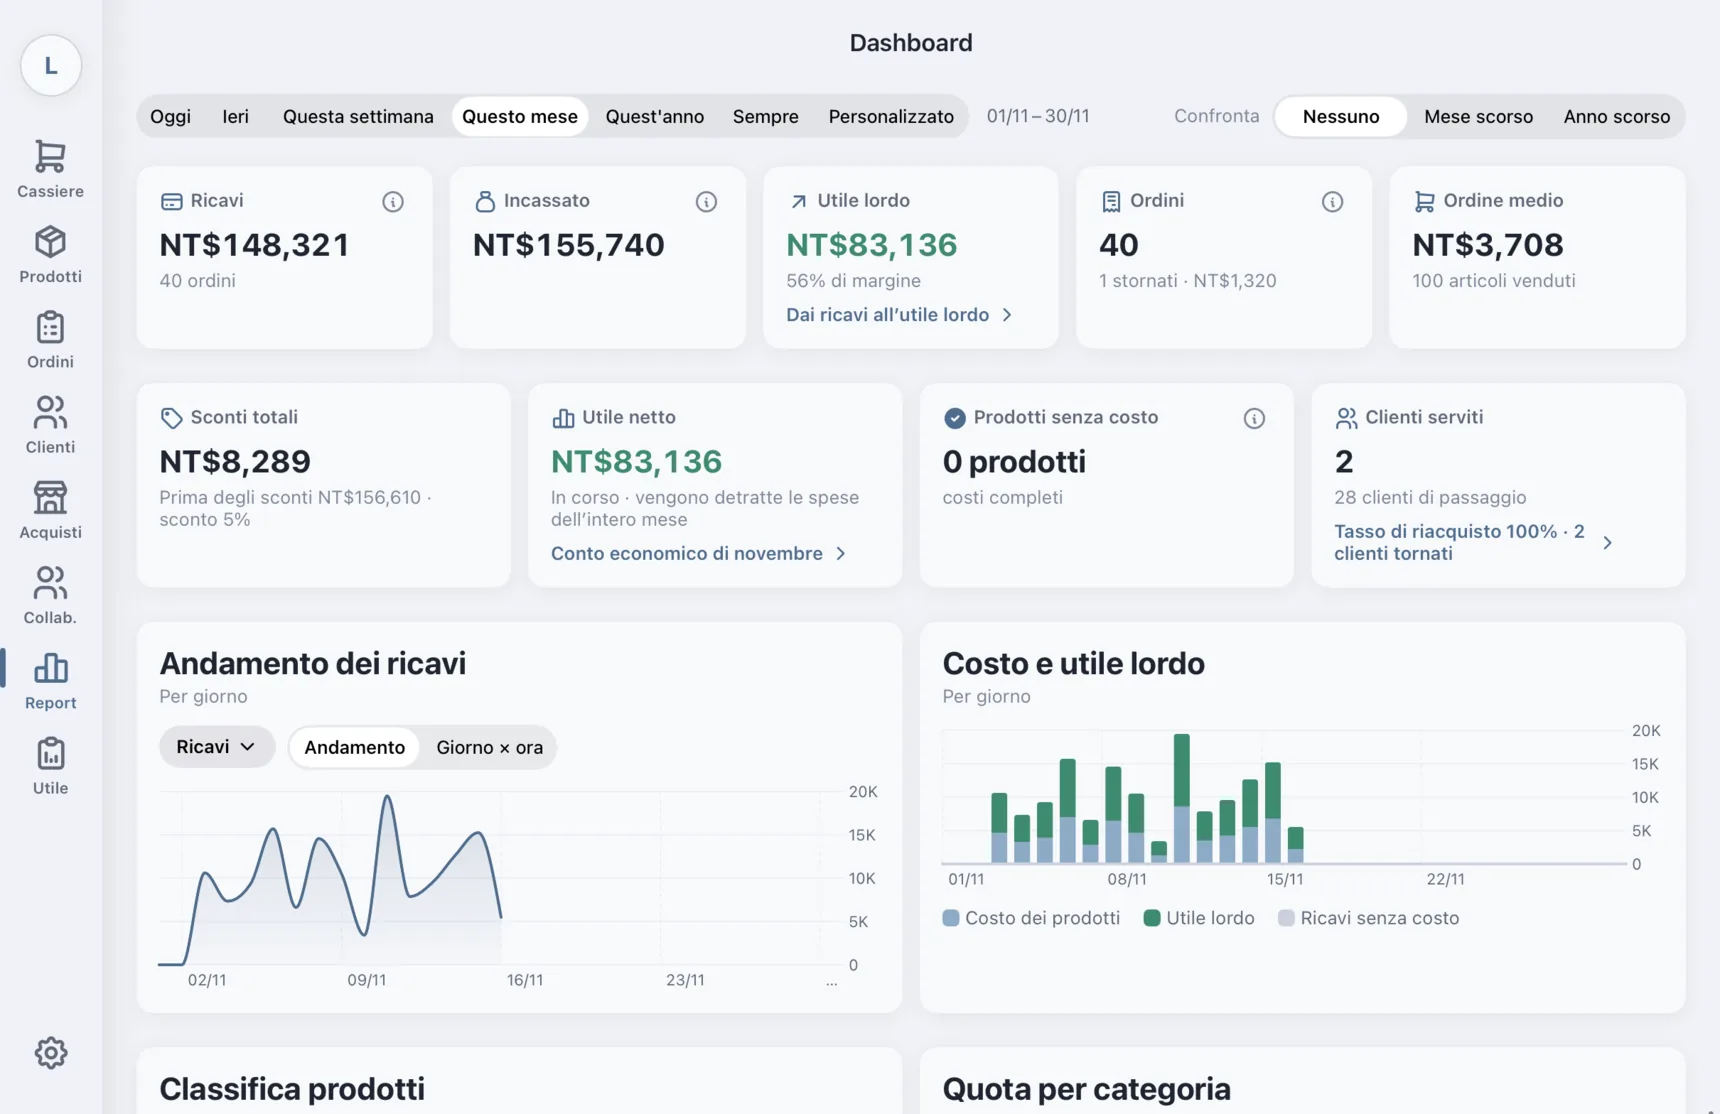 Dashboard
L
Cassiere
Prodotti
Ordini
Clienti
Acquisti
Collab.
Report
Utile
Oggi
Ieri
Questa settimana
Questo mese
Quest'anno
Sempre
Personalizzato
01/11 – 30/11
Confronta
Nessuno
Mese scorso
Anno scorso
Ricavi
NT$148,321
40 ordini
Incassato
NT$155,740
Utile lordo
NT$83,136
56% di margine
Dai ricavi all’utile lordo
Ordini
40
1 stornati · NT$1,320
Ordine medio
NT$3,708
100 articoli venduti
Sconti totali
NT$8,289
Prima degli sconti NT$156,610 ·
sconto 5%
Utile netto
NT$83,136
In corso · vengono detratte le spese
dell’intero mese
Conto economico di novembre
Prodotti senza costo
0 prodotti
costi completi
Clienti serviti
2
28 clienti di passaggio
Tasso di riacquisto 100% · 2
clienti tornati
Andamento dei ricavi
Per giorno
Ricavi
Andamento
Giorno × ora
20K
15K
10K
5K
0
02/11
09/11
16/11
23/11
...
Costo e utile lordo
Per giorno
20K
15K
10K
5K
0
01/11
08/11
15/11
22/11
Costo dei prodotti
Utile lordo
Ricavi senza costo
Classifica prodotti
Quota per categoria